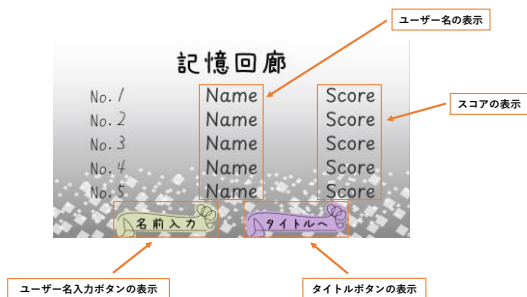 ユーザー名の表示
記憶回廊
No.1 Name Score
スコアの表示
No.2 Name Score
No.3 Name Score
No.4 Name Score
No.5 Name Score
名前入力 タイトルへ
ユーザー名入力ボタンの表示 タイトルボタンの表示